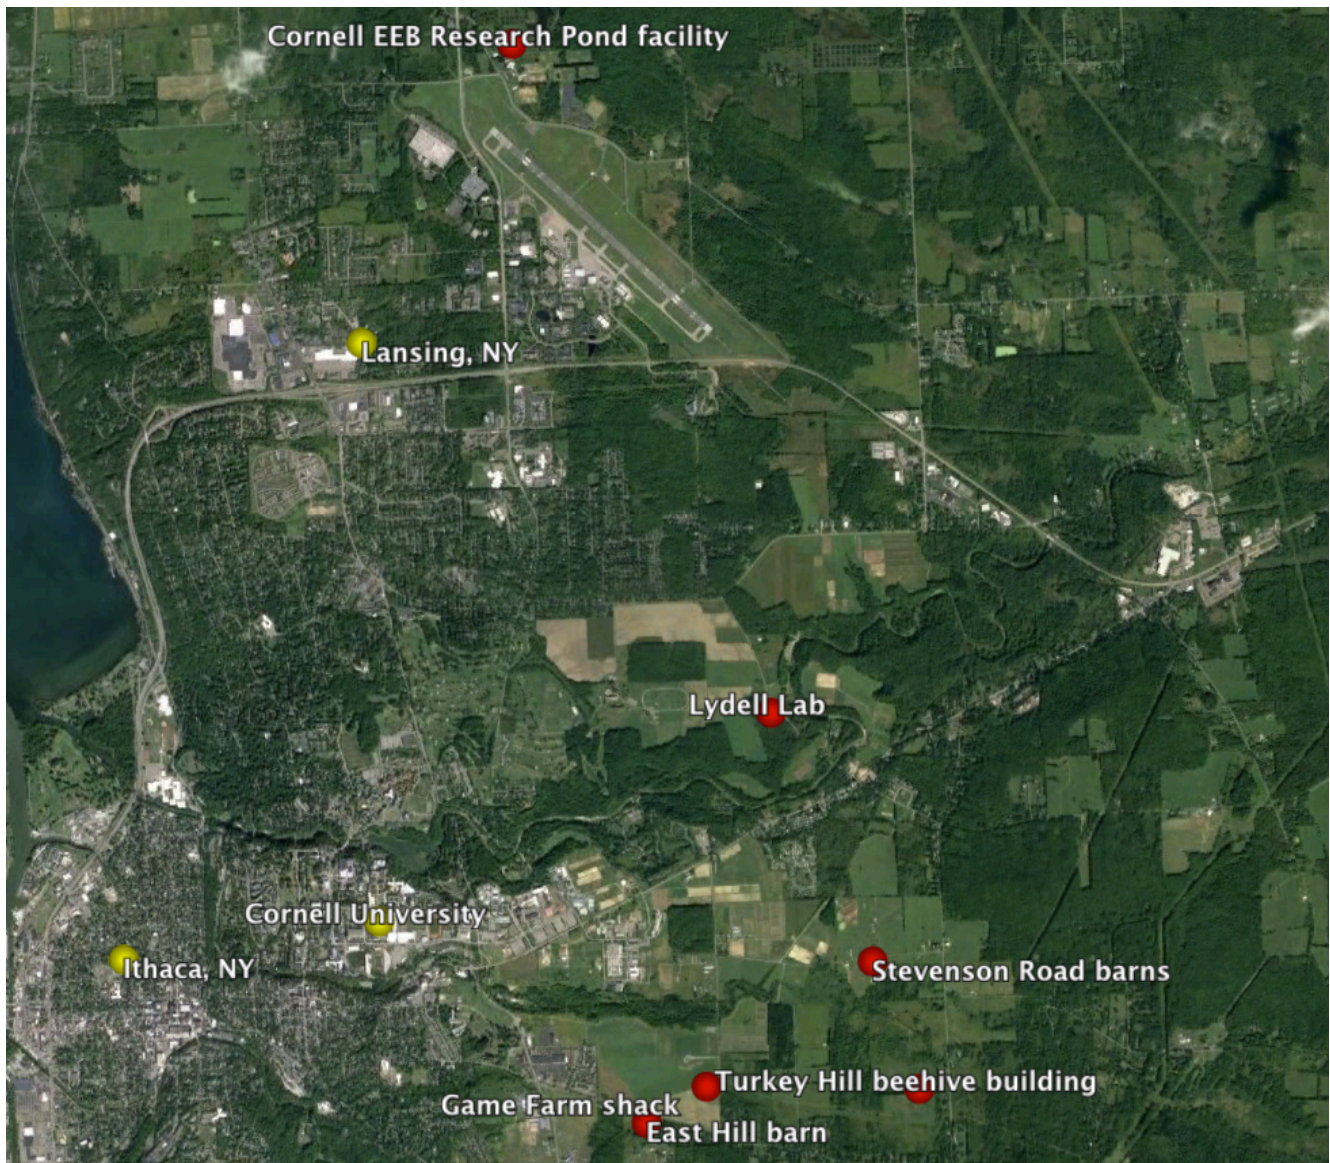 Cornell EEB Research Pond facility
Lansing, NY
Lydell Lab
Cornell University
Ithaca, NY
Stevenson Road barns
Turkey Hill beehive building
Game Farm shack
East Hill barn